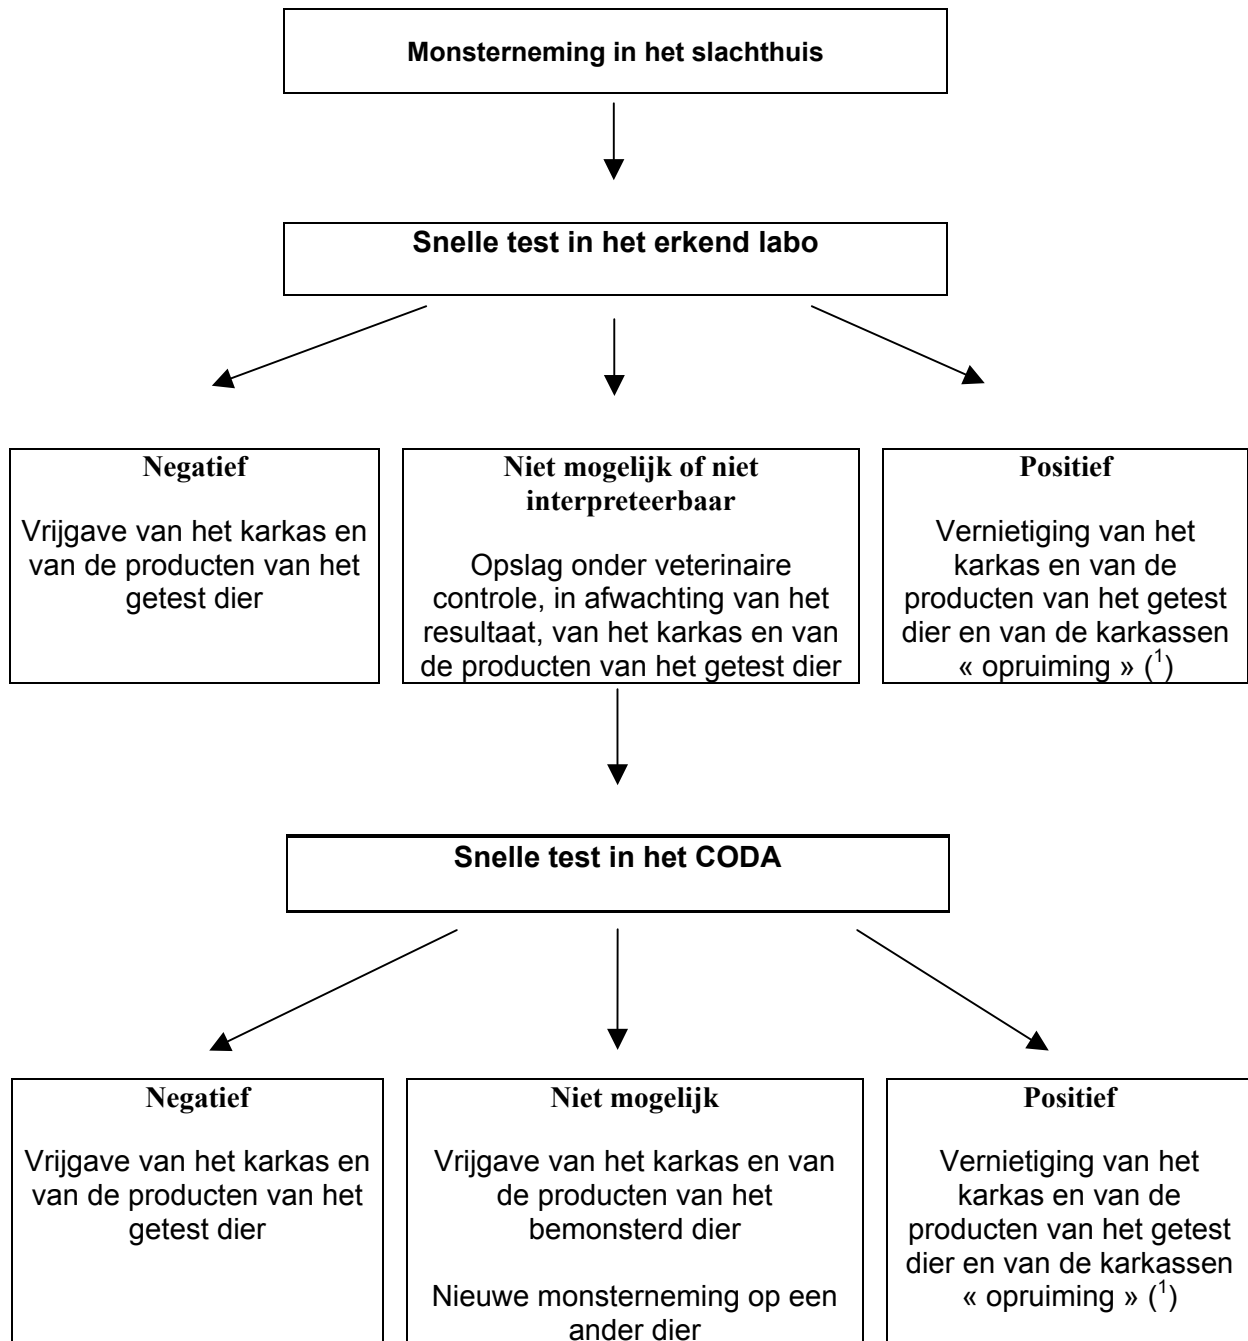 Monsterneming in het slachthuis
Snelle test in het erkend labo
Negatief
Vrijgave van het karkas en
van de producten van het
getest dier
Niet mogelijk of niet
interpreteerbaar
Opslag onder veterinaire
controle, in afwachting van het
resultaat, van het karkas en van
de producten van het getest dier
Positief
Vernietiging van het
karkas en van de
producten van het getest
dier en van de karkassen
« opruiming » (¹)
Snelle test in het CODA
Negatief
Vrijgave van het karkas en
van de producten van het
getest dier
Niet mogelijk
Vrijgave van het karkas en van
de producten van het
bemonsterd dier
Nieuwe monsterneming op een
ander dier
Positief
Vernietiging van het
karkas en van de
producten van het getest
dier en van de karkassen
« opruiming » (¹)